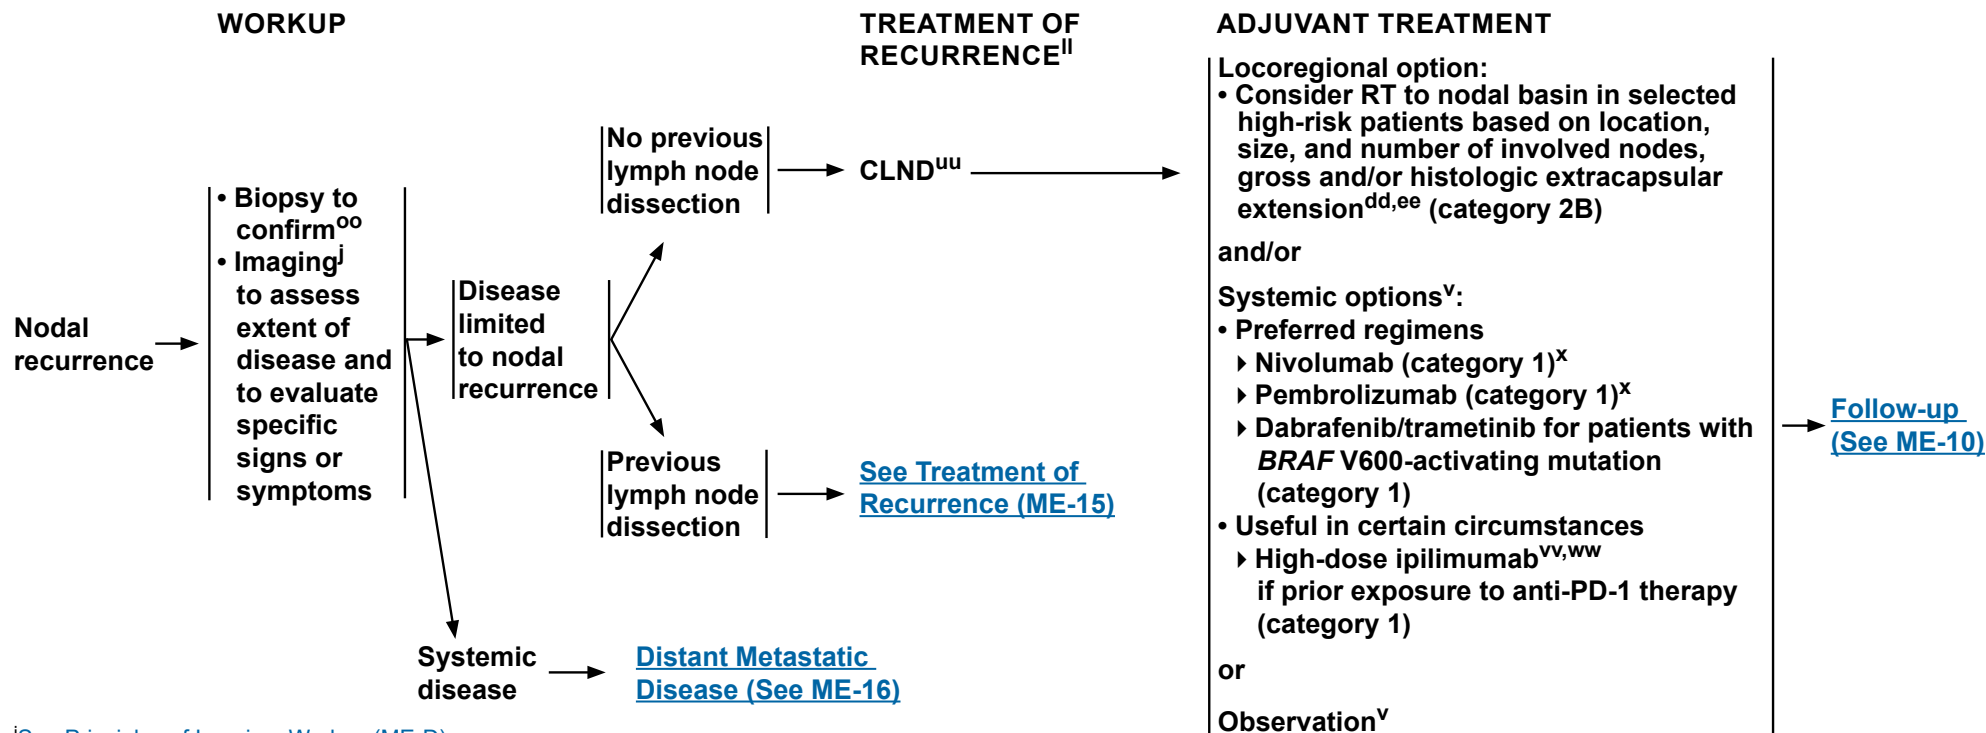 WORKUP
TREATMENT OF
RECURRENCEll
ADJUVANT TREATMENT
Nodal
recurrence
• Biopsy to
confirmoo
• Imagingj
to assess
extent of
disease and
to evaluate
specific
signs or
symptoms
Disease
limited
to nodal
recurrence
No previous
lymph node
dissection
CLNDuu
Previous
lymph node
dissection
See Treatment of
Recurrence (ME-15)
Systemic
disease
Distant Metastatic
Disease (See ME-16)
Locoregional option:
• Consider RT to nodal basin in selected
high-risk patients based on location,
size, and number of involved nodes,
gross and/or histologic extracapsular
extensiondd,ee (category 2B)
and/or
Systemic optionsv:
• Preferred regimens
Nivolumab (category 1)x
Pembrolizumab (category 1)x
Dabrafenib/trametinib for patients with
BRAF V600-activating mutation
(category 1)
• Useful in certain circumstances
High-dose ipilimumabvv,ww
if prior exposure to anti-PD-1 therapy
(category 1)
or
Observationv
Follow-up
(See ME-10)